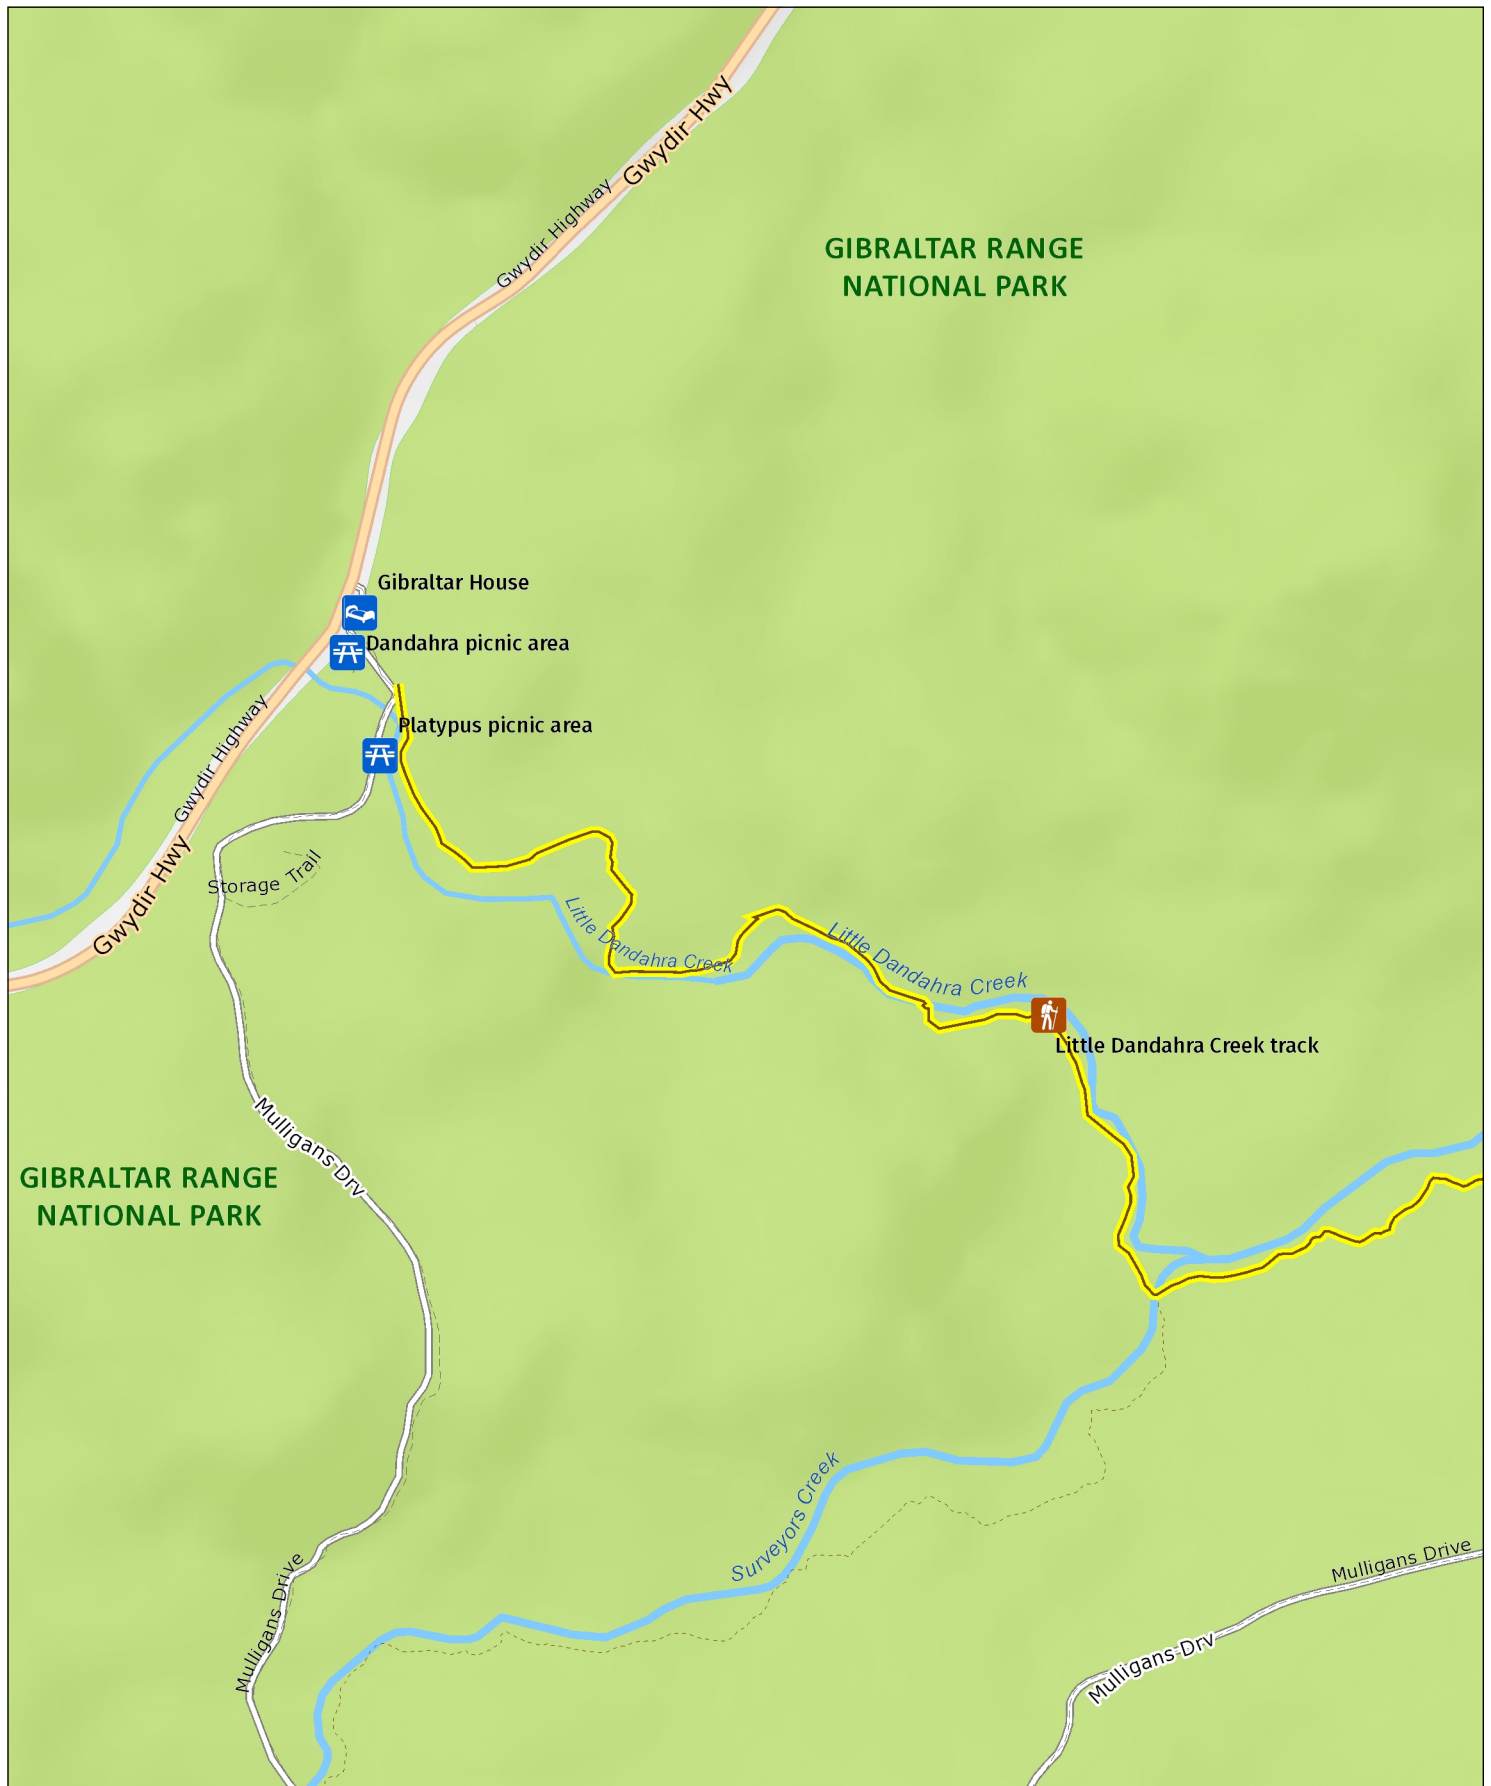 Gwydir Hwy
Gwydir Highway
GIBRALTAR RANGE
NATIONAL PARK
Gibraltar House
Dandahra picnic area
Gwydir Highway
Platypus picnic area
Gwydir Hwy
Storage Trail
Little Dandahra Creek
Little Dandahra Creek
Little Dandahra Creek track
Mulligans Drv
GIBRALTAR RANGE
NATIONAL PARK
Surveyors Creek
Mulligans Drive
Mulligans Drive
Mulligans Drv